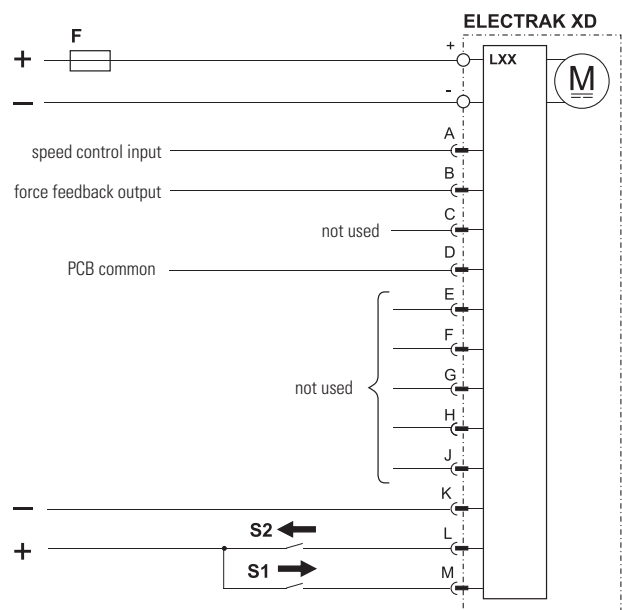 ELECTRAK XD
F
+
+
LXX
M
–
-
A
speed control input
B
force feedback output
C
not used
D
PCB common
E
F
G
not used
H
J
K
–
S2
L
+
S1
M